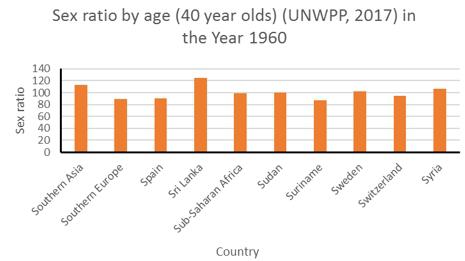 Sex ratio by age (40 year olds) (UNWPP, 2017) in
the Year 1960
Sex ratio
140
120
100
80
60
40
20
0
Southern Asia
Southern Europe
Spain
Sri Lanka
Sub-Saharan Africa
Sudan
Suriname
Sweden
Switzerland
Syria
Country